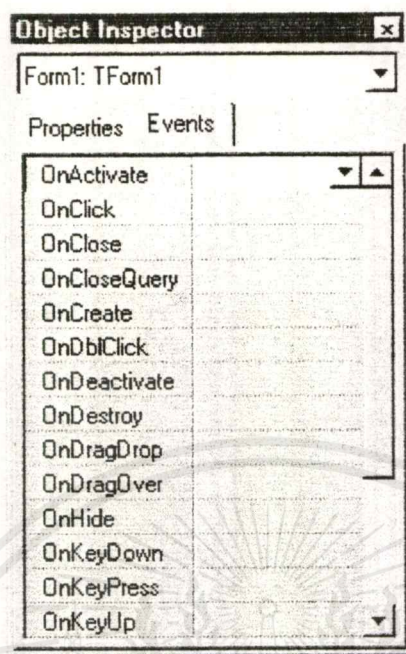 Object Inspector
Form1: TForm1
Properties Events
OnActivate
OnClick
OnClose
OnCloseQuery
OnCreate
OnDblClick
OnDeactivate
OnDestroy
OnDragDrop
OnDragOver
OnHide
OnKeyDown
OnKeyPress
OnKeyUp